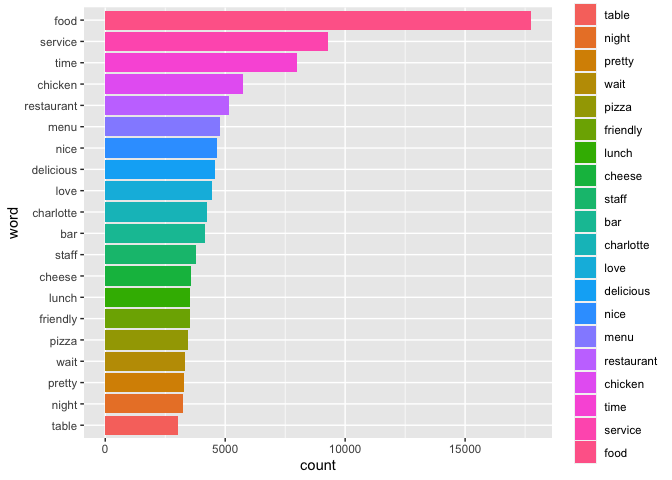 food
service
time
chicken
restaurant
menu
nice
delicious
love
charlotte
bar
staff
cheese
lunch
friendly
pizza
wait
pretty
night
table
word
0 5000 10000 15000
count
table
night
pretty
wait
pizza
friendly
lunch
cheese
staff
bar
charlotte
love
delicious
nice
menu
restaurant
chicken
time
service
food